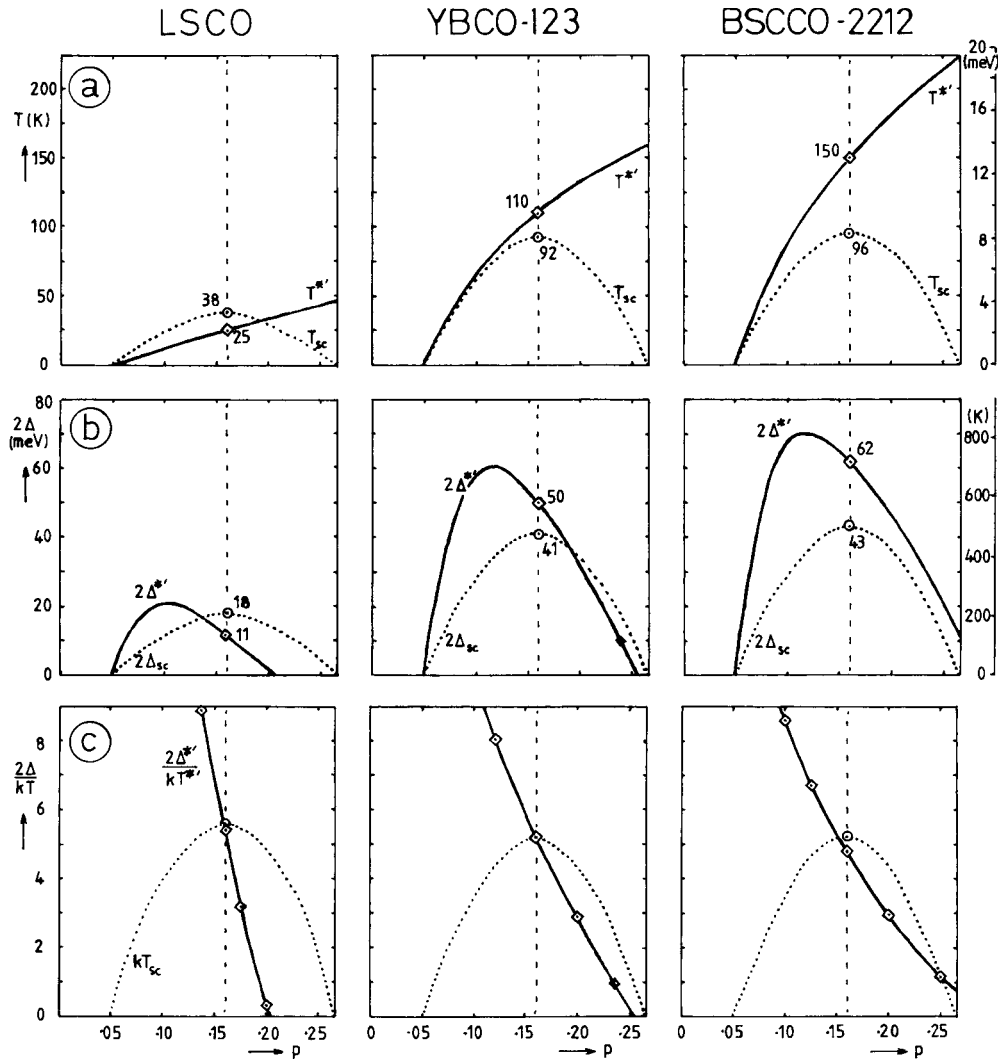 LSCO YBCO-123 BSCCO-2212
a
T(K)
200
150
100
50
0
38
25
T*′
Tsc
110
92
T*′
Tsc
150
96
T*′
Tsc
20
(meV)
16
12
8
4
0
b
2Δ
(meV)
80
60
40
20
0
2Δ*′
18
11
2Δsc
2Δ*′
50
41
2Δsc
2Δ*′
62
43
2Δsc
(K)
800
600
400
200
0
c
2Δ
kT
8
6
4
2
0
2Δ*′
kT*′
kTsc
·05 ·10 ·15 ·20 ·25
p
0 ·05 ·10 ·15 ·20 ·25
p
0 ·05 ·10 ·15 ·20 ·25
p